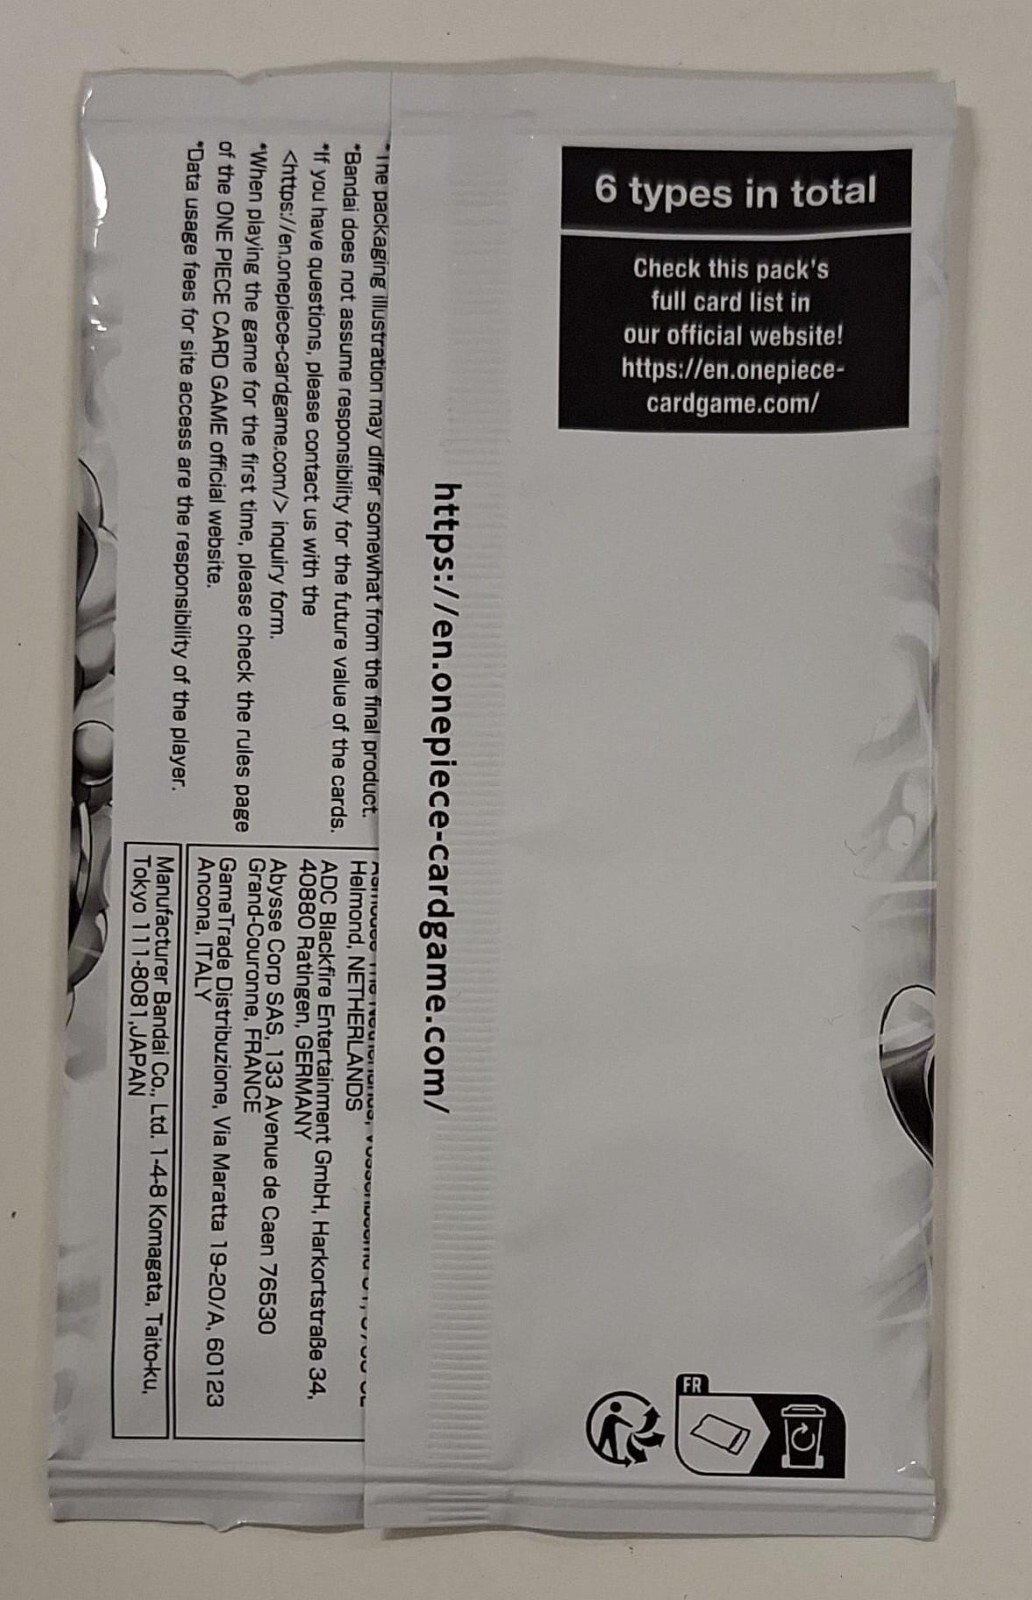 6 types in total
Check this pack's
full card list in
our official website!
https://en.onepiece-
cardgame.com/
https://en.onepiece-cardgame.com/
*The packaging illustration may differ somewhat from the final product.
*Bandai does not assume responsibility for the future value of the cards.
*If you have questions, please contact us with the
<https://en.onepiece-cardgame.com/> inquiry form.
*When playing the game for the first time, please check the rules page
of the ONE PIECE CARD GAME official website.
*Data usage fees for site access are the responsibility of the player.
Helmond, NETHERLANDS
ADC Blackfire Entertainment GmbH, Harkortstraße 34,
40880 Ratingen, GERMANY
Abysse Corp SAS, 133 Avenue de Caen 76530
Grand-Couronne, FRANCE
GameTrade Distribuzione, Via Maratta 19-20/A, 60123
Ancona, ITALY
Manufacturer Bandai Co., Ltd. 1-4-8 Komagata, Taito-ku,
Tokyo 111-8081,JAPAN
FR